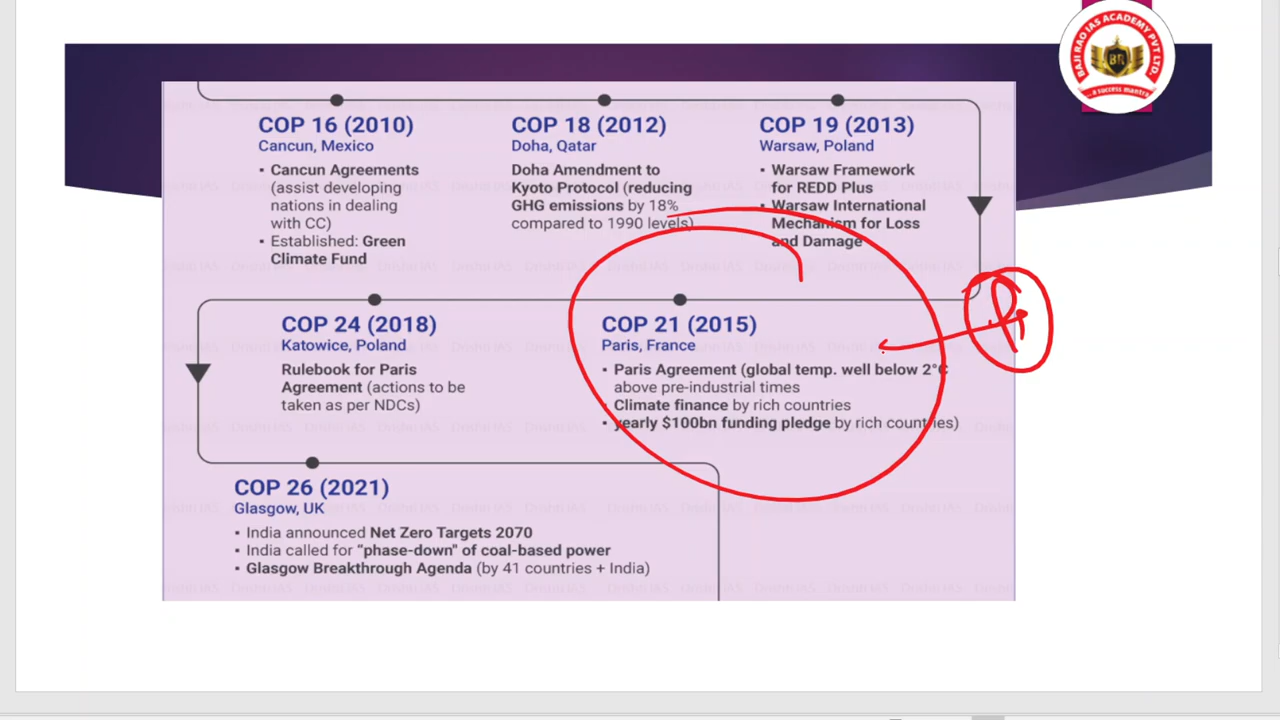 BAJI RAO IAS ACADEMY PVT LTD.
BR
...a success mantra
COP 16 (2010)
Cancun, Mexico
▪ Cancun Agreements
(assist developing
nations in dealing
with CC)
▪ Established: Green
Climate Fund
COP 18 (2012)
Doha, Qatar
Doha Amendment to
Kyoto Protocol (reducing
GHG emissions by 18%
compared to 1990 levels)
COP 19 (2013)
Warsaw, Poland
▪ Warsaw Framework
for REDD Plus
▪ Warsaw International
Mechanism for Loss
and Damage
COP 24 (2018)
Katowice, Poland
Rulebook for Paris
Agreement (actions to be
taken as per NDCs)
COP 21 (2015)
Paris, France
▪ Paris Agreement (global temp. well below 2°C
above pre-industrial times
▪ Climate finance by rich countries
▪ yearly $100bn funding pledge by rich countries)
COP 26 (2021)
Glasgow, UK
▪ India announced Net Zero Targets 2070
▪ India called for “phase-down” of coal-based power
▪ Glasgow Breakthrough Agenda (by 41 countries + India)